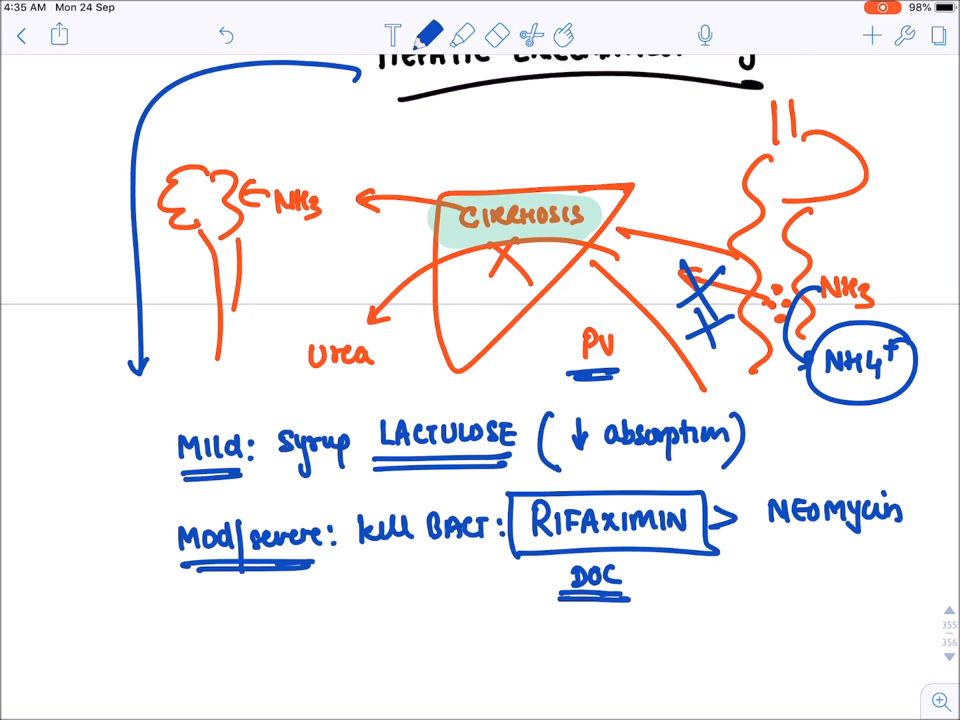 4:35 AM Mon 24 Sep
98%
T
HEPATIC
NH3
CIRRHOSIS
NH3
Urea
PV
NH4+
Mild: Syrup LACTULOSE (↓ absorption)
Mod/severe: kill BACT: RIFAXIMIN > NEOMycin
DOC
355
356